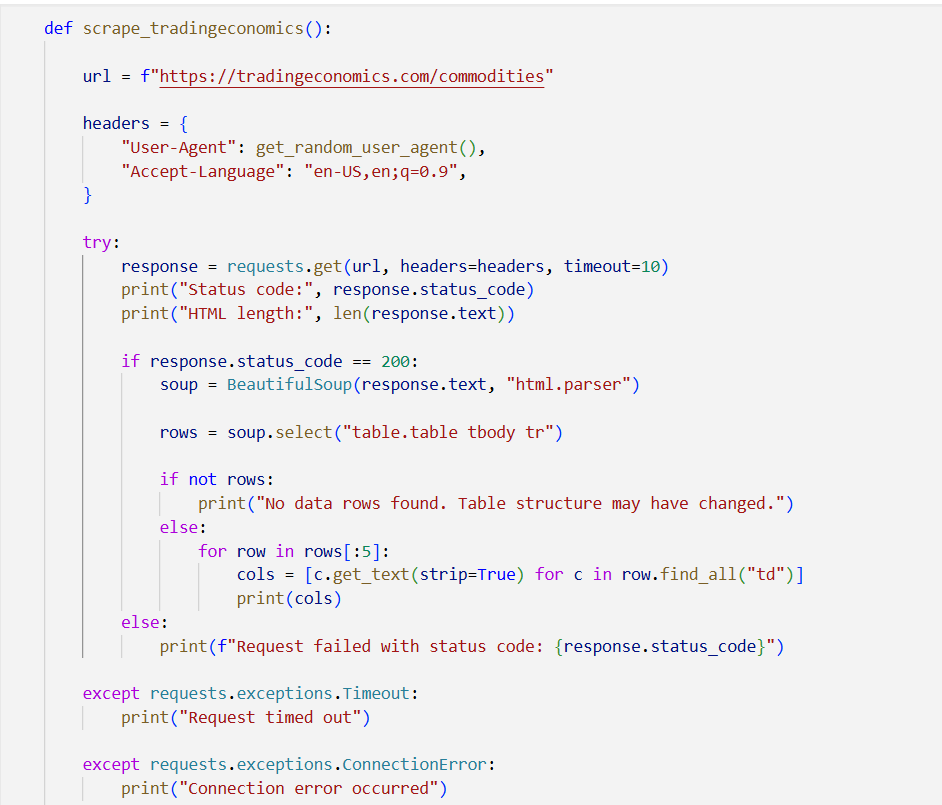 def scrape_tradingeconomics():
url = f"https://tradingeconomics.com/commodities"
headers = {
"User-Agent": get_random_user_agent(),
"Accept-Language": "en-US,en;q=0.9",
}
try:
response = requests.get(url, headers=headers, timeout=10)
print("Status code:", response.status_code)
print("HTML length:", len(response.text))
if response.status_code == 200:
soup = BeautifulSoup(response.text, "html.parser")
rows = soup.select("table.table tbody tr")
if not rows:
print("No data rows found. Table structure may have changed.")
else:
for row in rows[:5]:
cols = [c.get_text(strip=True) for c in row.find_all("td")]
print(cols)
else:
print(f"Request failed with status code: {response.status_code}")
except requests.exceptions.Timeout:
print("Request timed out")
except requests.exceptions.ConnectionError:
print("Connection error occurred")